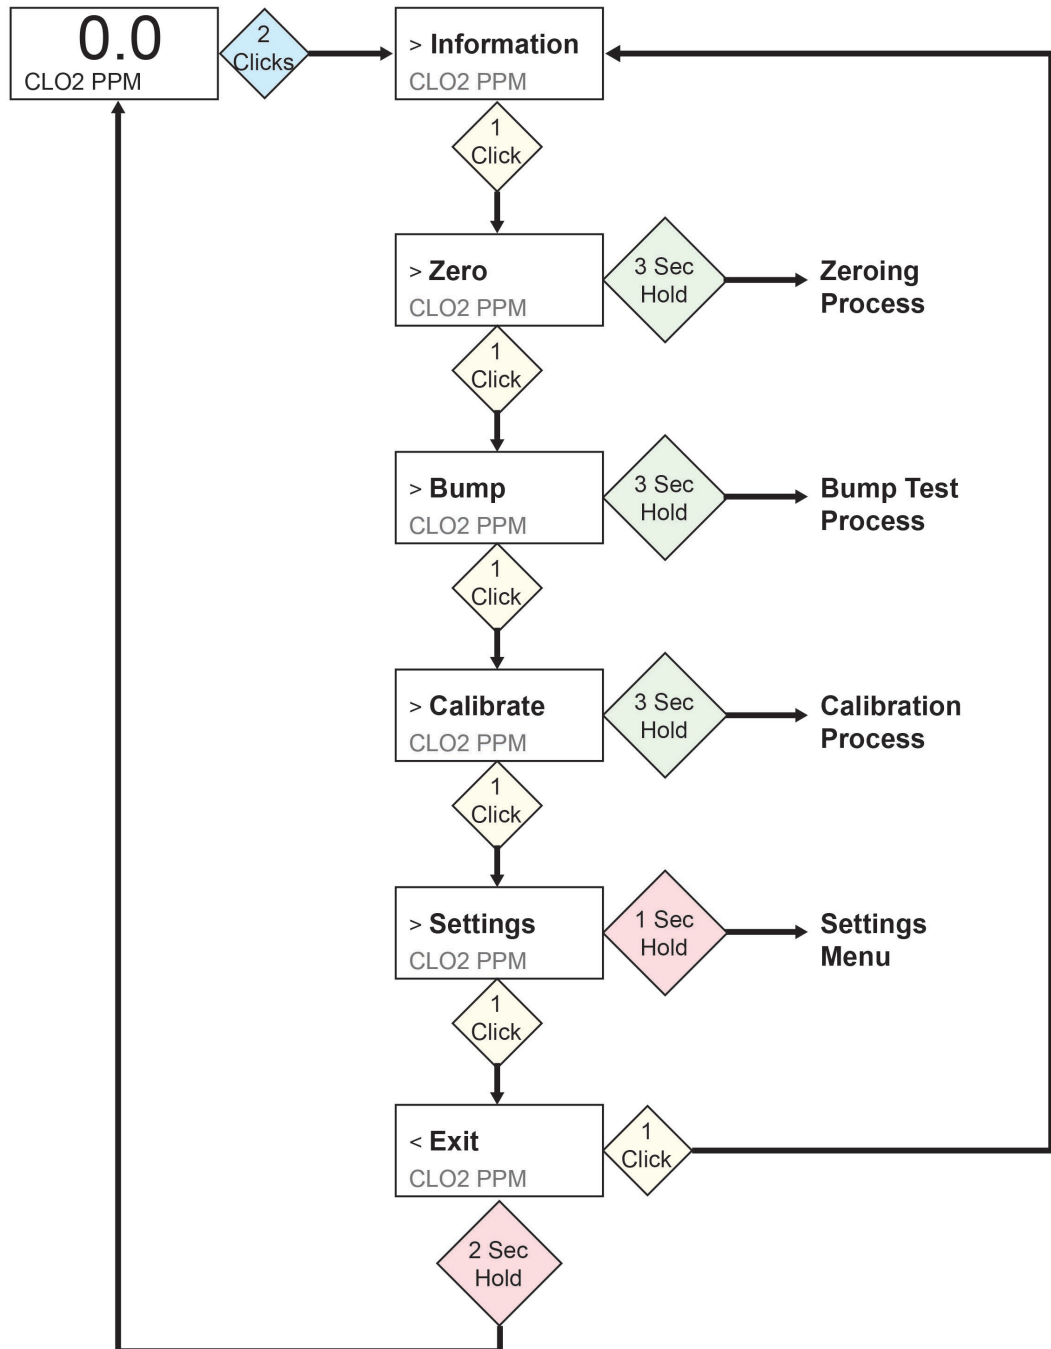 0.0
CLO2 PPM
2
Clicks
> Information
CLO2 PPM
1
Click
> Zero
CLO2 PPM
3 Sec
Hold
Zeroing
Process
1
Click
> Bump
CLO2 PPM
3 Sec
Hold
Bump Test
Process
1
Click
> Calibrate
CLO2 PPM
3 Sec
Hold
Calibration
Process
1
Click
> Settings
CLO2 PPM
1 Sec
Hold
Settings
Menu
1
Click
< Exit
CLO2 PPM
1
Click
2 Sec
Hold